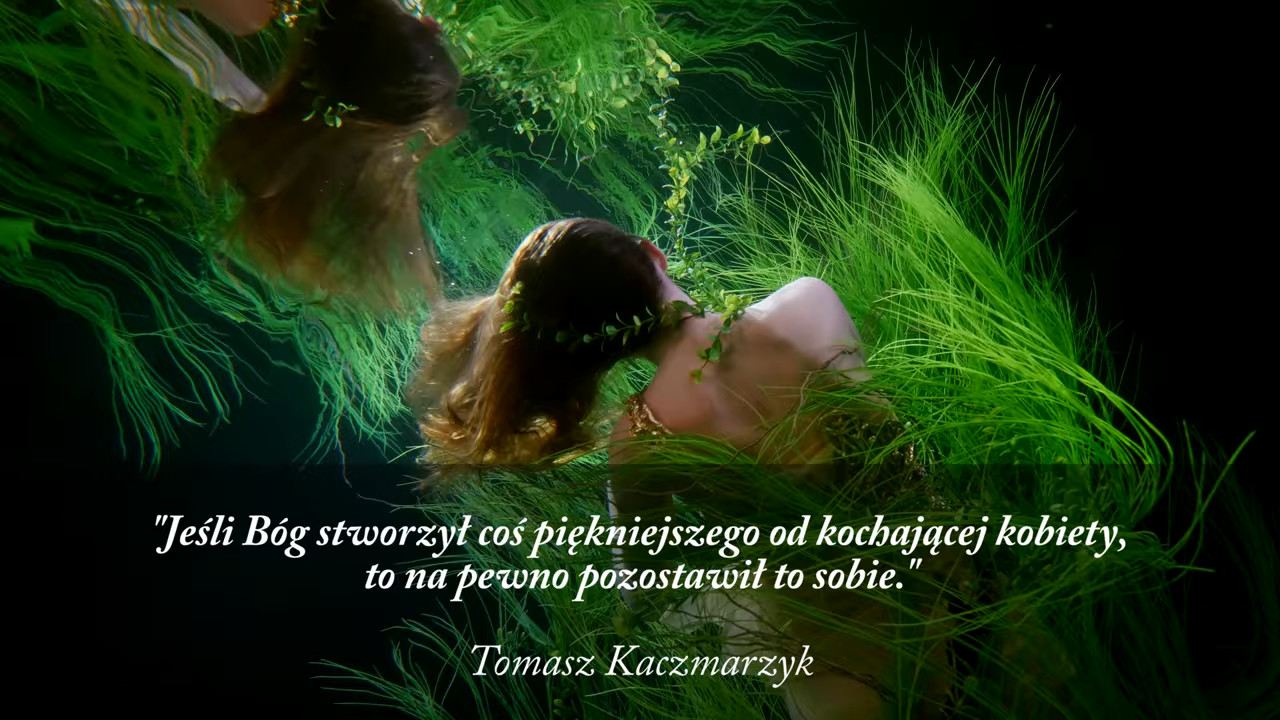 "Jeśli Bóg stworzył coś piękniejszego od kochającej kobiety,
to na pewno pozostawił to sobie."
Tomasz Kaczmarzyk